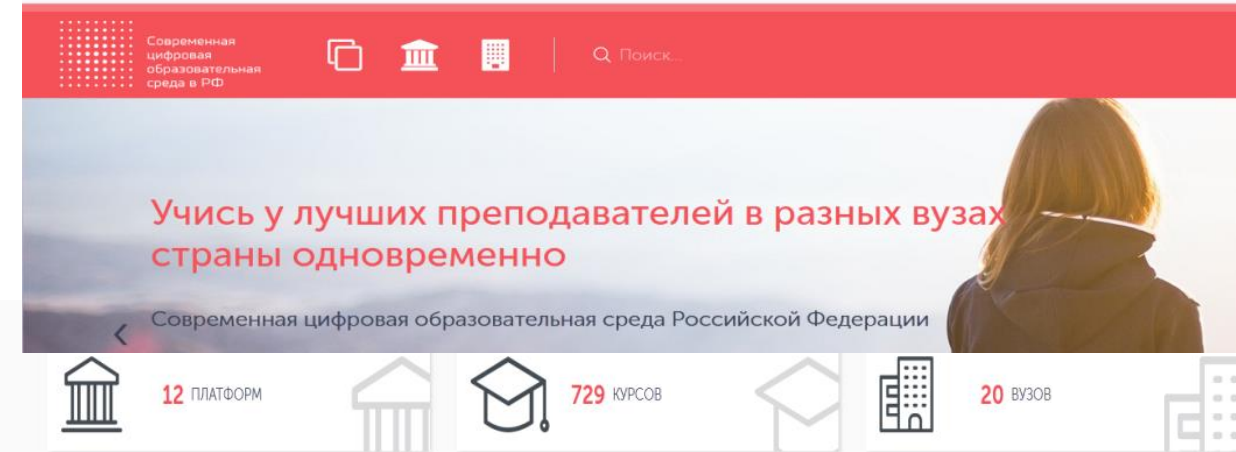 Современная
цифровая
образовательная
среда в РФ
Поиск...
Учись у лучших преподавателей в разных вузах
страны одновременно
Современная цифровая образовательная среда Российской Федерации
12 ПЛАТФОРМ
729 КУРСОВ
20 ВУЗОВ